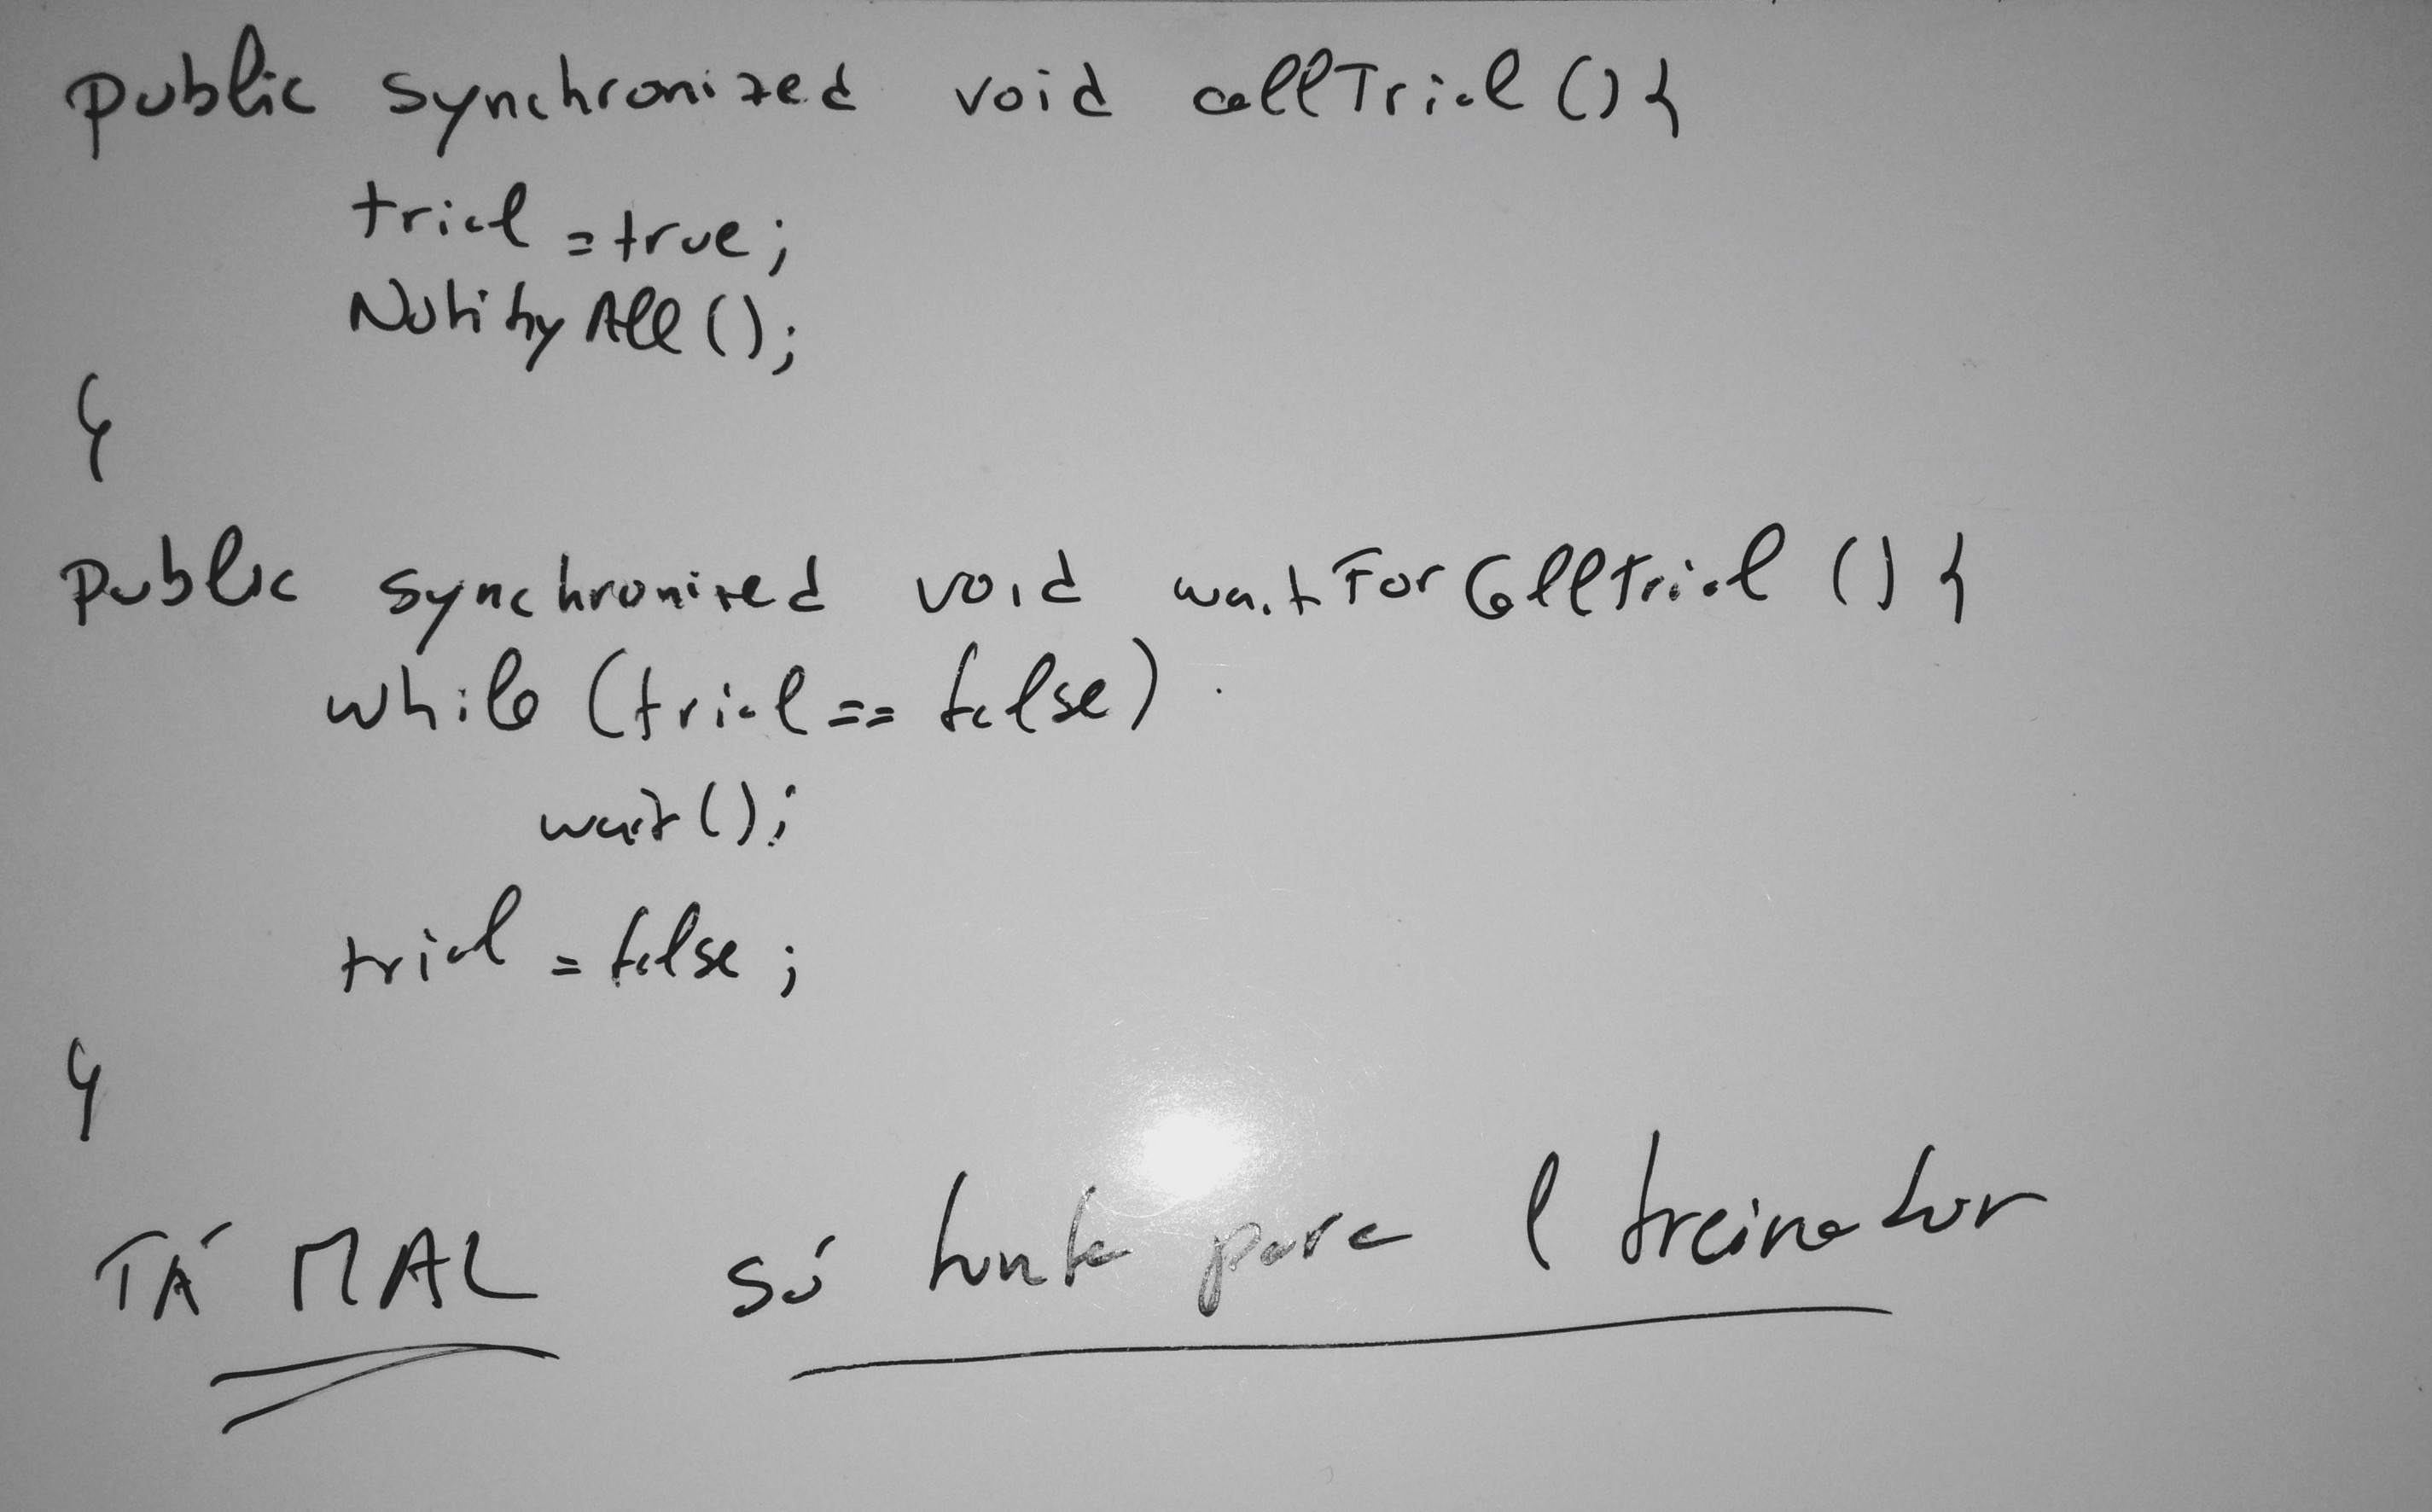 public synchronized void callTrial () {
trial = true;
NotifyAll ();
}
public synchronized void waitForCallTrial () {
while (trial == false)
wait ();
trial = false;
}
TÁ MAL só para 1 treinador